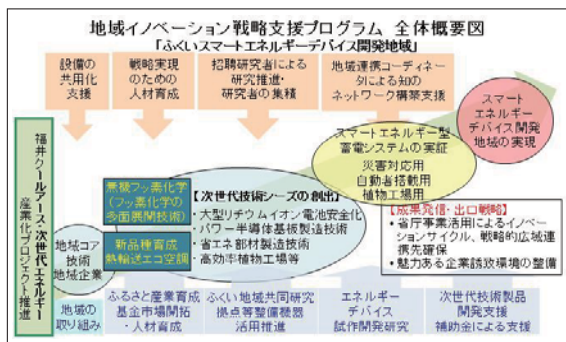 地域イノベーション戦略支援プログラム 全体概要図
「ふくいスマートエネルギーデバイス開発地域」
設備の
共用化
支援
戦略実現
のための
人材育成
招聘研究者による
研究推進・
研究者の集積
地域連携コーディネー
タによる知の
ネットワーク構築支援
スマート
エネルギー
デバイス開発
地域の実現
スマートエネルギー型
蓄電システムの実証
災害対応用
自動者搭載用
植物工場用
福井クールアース・次世代エネルギー
産業化プロジェクト推進
無機フッ素化学
(フッ素化学の
多面展開技術)
新品種育成
熱輸送エコ空調
【次世代技術シーズの創出】
・大型リチウムイオン電池安全化
・パワー半導体基板製造技術
・省エネ部材製造技術
・高効率植物工場等
地域コア
技術
地域企業
【成果発信・出口戦略】
・省庁事業活用によるイノベー
ションサイクル、戦略的広域連
携先確保
・魅力ある企業誘致環境の整備
地域の
取り組み
ふるさと産業育成
基金市場開拓
・人材育成
ふくい地域共同研究
拠点等整備機器
活用推進
エネルギー
デバイス
試作開発研究
次世代技術製品
開発支援
補助金による支援